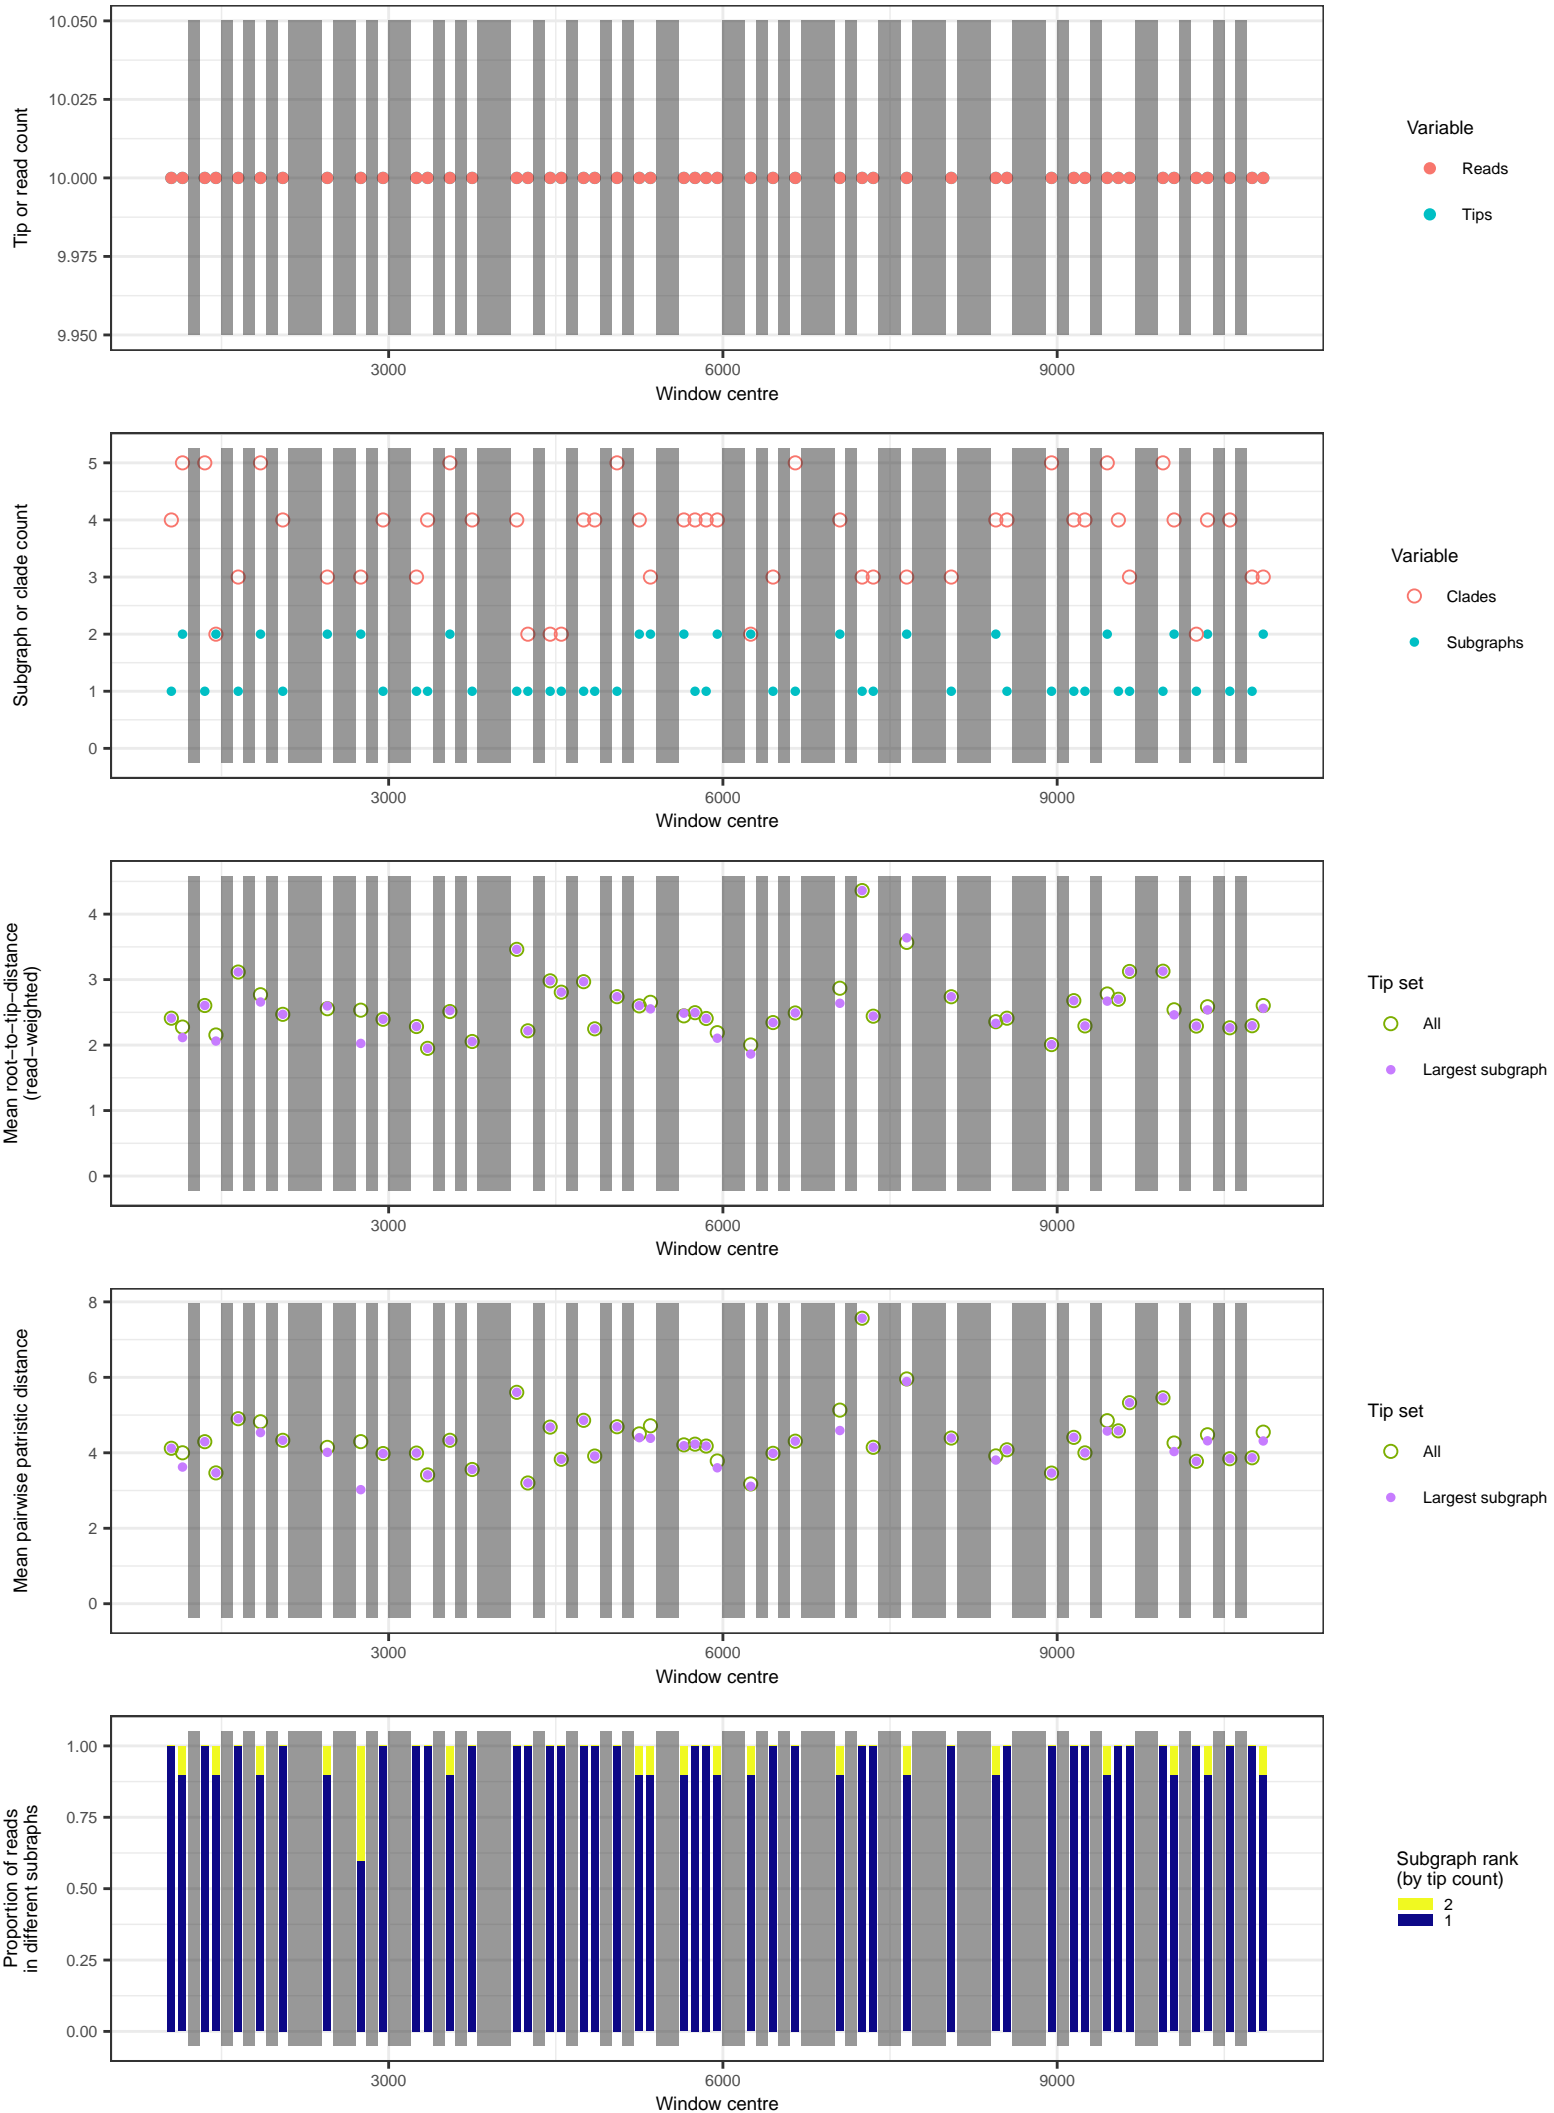 10.050
10.025
10.000
9.975
9.950
Tip or read count
3000
6000
9000
Window centre
Variable
Reads
Tips
5
4
3
2
1
0
Subgraph or clade count
3000
6000
9000
Window centre
Variable
Clades
Subgraphs
4
3
2
1
0
Mean root−to−tip−distance
(read−weighted)
3000
6000
9000
Window centre
Tip set
All
Largest subgraph
8
6
4
2
0
Mean pairwise patristic distance
3000
6000
9000
Window centre
Tip set
All
Largest subgraph
1.00
0.75
0.50
0.25
0.00
Proportion of reads
in different subraphs
3000
6000
9000
Window centre
Subgraph rank
(by tip count)
2
1